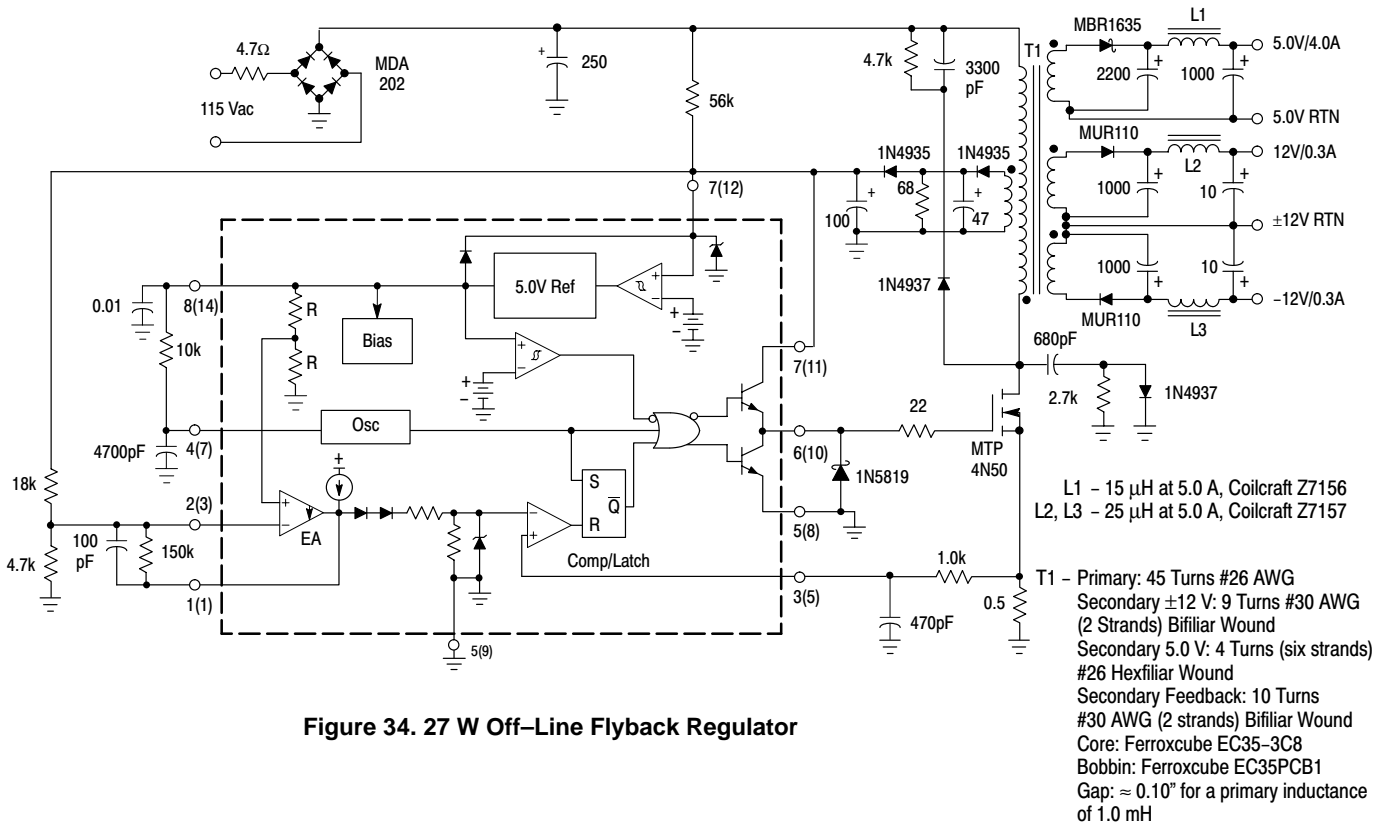 4.7Ω
MDA
202
115 Vac
+
250
56k
4.7k
3300
pF
T1
MBR1635
L1
5.0V/4.0A
2200
+
1000
+
5.0V RTN
MUR110
12V/0.3A
L2
1000
+
10
+
±12V RTN
1000
+
10
+
−12V/0.3A
MUR110
L3
1N4935
1N4935
68
100
+
47
+
7(12)
1N4937
680pF
2.7k
1N4937
0.01
8(14)
R
R
5.0V Ref
+
−
+
−
Bias
10k
+
−
+
−
7(11)
Osc
4700pF
4(7)
22
6(10)
MTP
4N50
1N5819
18k
+
S
Q
R
2(3)
+
−
EA
−
+
Comp/Latch
5(8)
100
pF
150k
4.7k
1(1)
1.0k
3(5)
0.5
470pF
5(9)
L1 – 15 µH at 5.0 A, Coilcraft Z7156
L2, L3 – 25 µH at 5.0 A, Coilcraft Z7157
T1 – Primary: 45 Turns #26 AWG
Secondary ±12 V: 9 Turns #30 AWG
(2 Strands) Bifiliar Wound
Secondary 5.0 V: 4 Turns (six strands)
#26 Hexfiliar Wound
Secondary Feedback: 10 Turns
#30 AWG (2 strands) Bifiliar Wound
Core: Ferroxcube EC35−3C8
Bobbin: Ferroxcube EC35PCB1
Gap: ≈ 0.10” for a primary inductance
of 1.0 mH
Figure 34. 27 W Off–Line Flyback Regulator